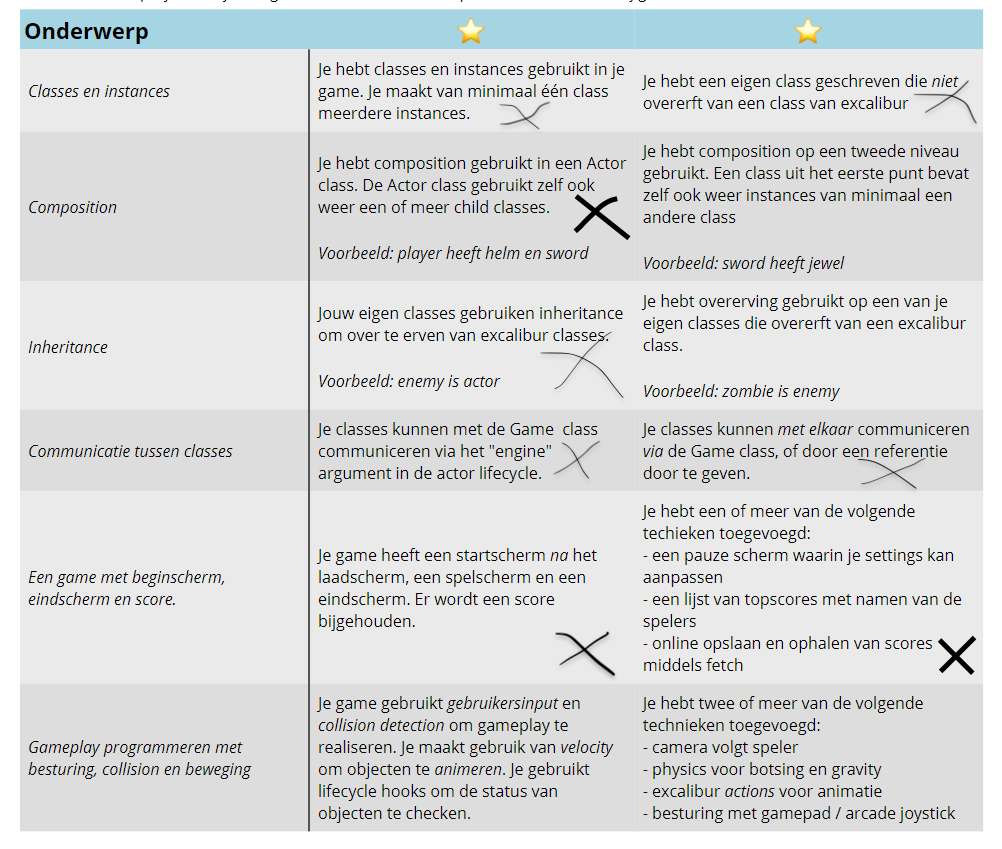 Onderwerp
Classes en instances
Je hebt classes en instances gebruikt in je
game. Je maakt van minimaal één class
meerdere instances.
Je hebt een eigen class geschreven die niet
overerft van een class van excalibur
Composition
Je hebt composition gebruikt in een Actor
class. De Actor class gebruikt zelf ook
weer een of meer child classes.
Voorbeeld: player heeft helm en sword
Je hebt composition op een tweede niveau
gebruikt. Een class uit het eerste punt bevat
zelf ook weer instances van minimaal een
andere class
Voorbeeld: sword heeft jewel
Inheritance
Jouw eigen classes gebruiken inheritance
om over te erven van excalibur classes.
Voorbeeld: enemy is actor
Je hebt overerving gebruikt op een van je
eigen classes die overerft van een excalibur
class.
Voorbeeld: zombie is enemy
Communicatie tussen classes
Je classes kunnen met de Game class
communiceren via het "engine"
argument in de actor lifecycle.
Je classes kunnen met elkaar communiceren
via de Game class, of door een referentie
door te geven.
Een game met beginscherm,
eindscherm en score.
Je game heeft een startscherm na het
laadscherm, een spelscherm en een
eindscherm. Er wordt een score
bijgehouden.
Je hebt een of meer van de volgende
techieken toegevoegd:
- een pauze scherm waarin je settings kan
aanpassen
- een lijst van topscores met namen van de
spelers
- online opslaan en ophalen van scores
middels fetch
Gameplay programmeren met
besturing, collision en beweging
Je game gebruikt gebruikersinput en
collision detection om gameplay te
realiseren. Je maakt gebruik van velocity
om objecten te animeren. Je gebruikt
lifecycle hooks om de status van
objecten te checken.
Je hebt twee of meer van de volgende
technieken toegevoegd:
- camera volgt speler
- physics voor botsing en gravity
- excalibur actions voor animatie
- besturing met gamepad / arcade joystick